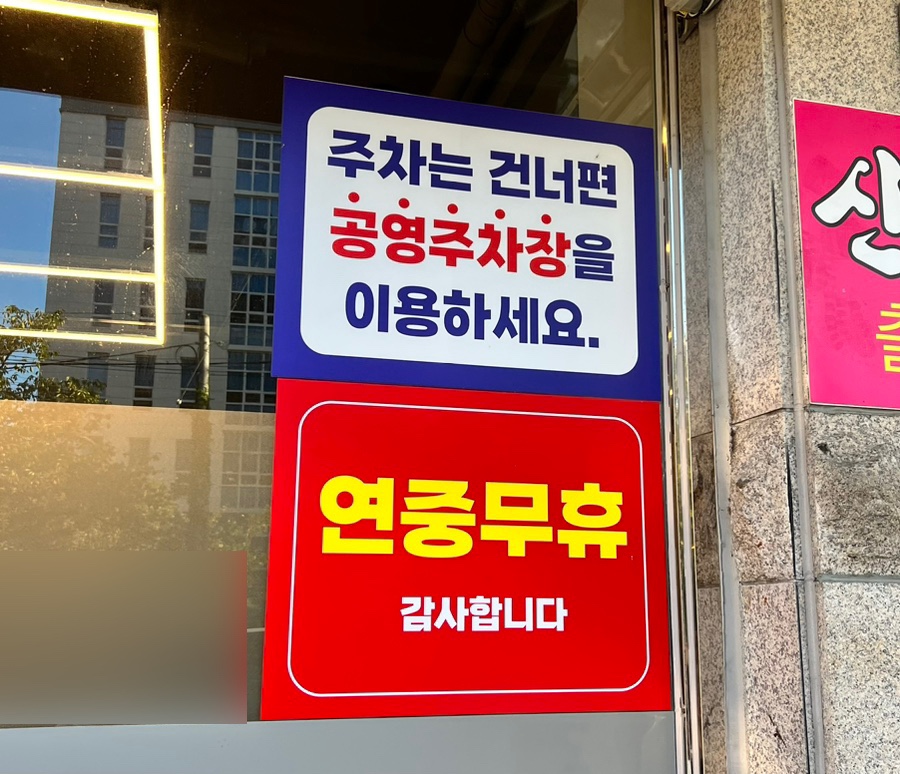 주차는 건너편
공영주차장을
이용하세요.
연중무휴
감사합니다